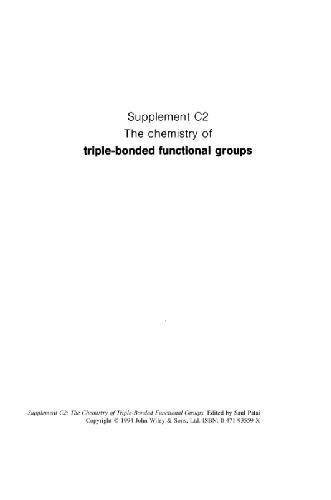 Supplement C2
The chemistry of
triple-bonded functional groups
Supplement C2: The Chemistry of Triple-Bonded Functional Groups. Edited by Saul Patai
Copyright © 1994 John Wiley & Sons, Ltd. ISBN: 0 471 93559 X